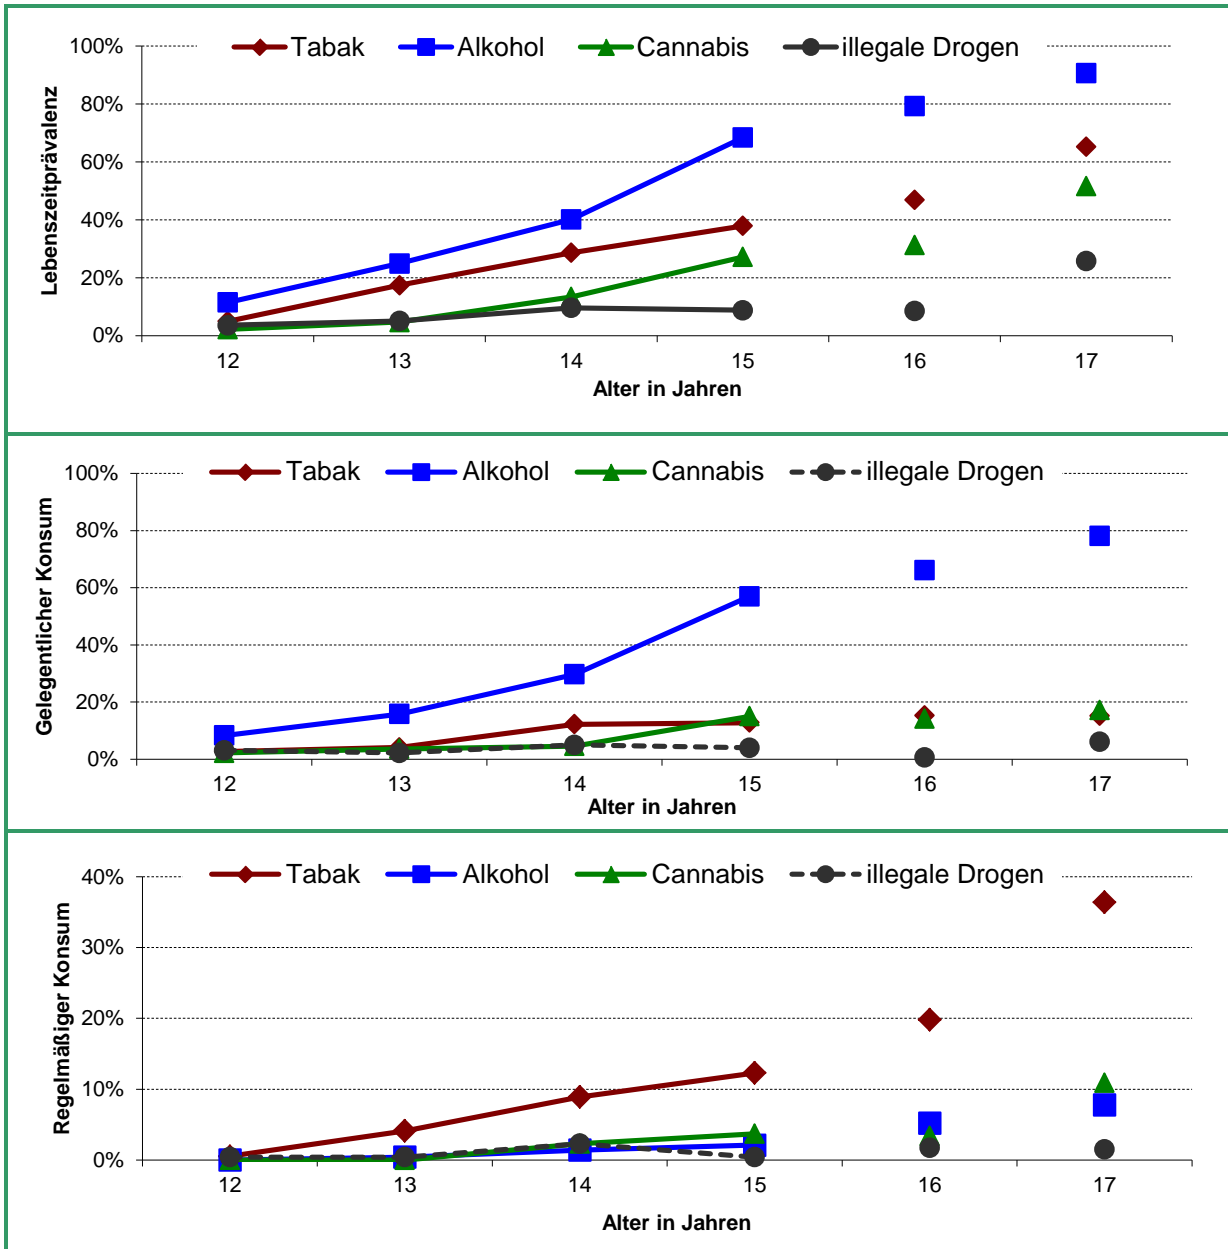 Tabak Alkohol Cannabis illegale Drogen
100%
80%
60%
40%
20%
0%
Lebenszeitprävalenz
12 13 14 15 16 17
Alter in Jahren
Tabak Alkohol Cannabis illegale Drogen
100%
80%
60%
40%
20%
0%
Gelegentlicher Konsum
12 13 14 15 16 17
Alter in Jahren
Tabak Alkohol Cannabis illegale Drogen
40%
30%
20%
10%
0%
Regelmäßiger Konsum
12 13 14 15 16 17
Alter in Jahren